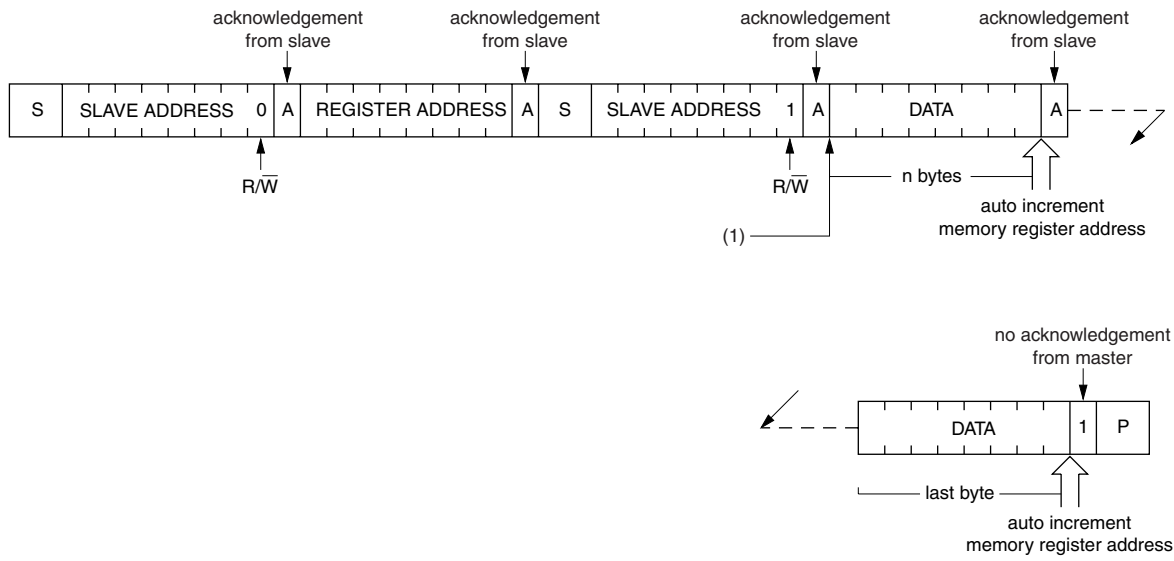 acknowledgement from slave
acknowledgement from slave
acknowledgement from slave
acknowledgement from slave
S SLAVE ADDRESS 0 A REGISTER ADDRESS A S SLAVE ADDRESS 1 A DATA A
R/W̅
R/W̅
n bytes
auto increment
memory register address
(1)
no acknowledgement
from master
DATA 1 P
last byte
auto increment
memory register address